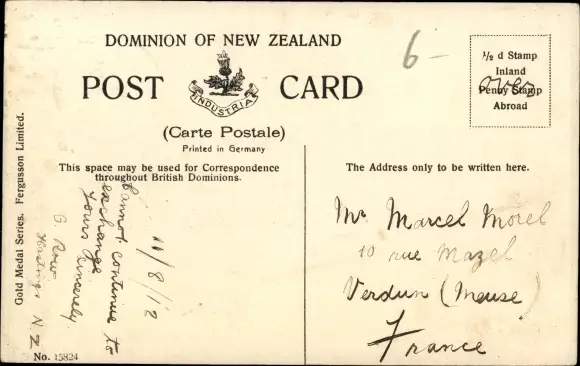 DOMINION OF NEW ZEALAND
POST CARD
INDUSTRIA
(Carte Postale)
Printed in Germany
6-
½ d Stamp
Inland
Penny Stamp
Abroad
over
This space may be used for Correspondence
throughout British Dominions.
The Address only to be written here.
11/8/12
Cannot continue to
exchange
Yours Sincerely
G Row
Hastings N Z
Mr Marcel Morel
10 rue Mazel
Verdun (Meuse)
France
Gold Medal Series. Fergusson Limited.
No. 15824